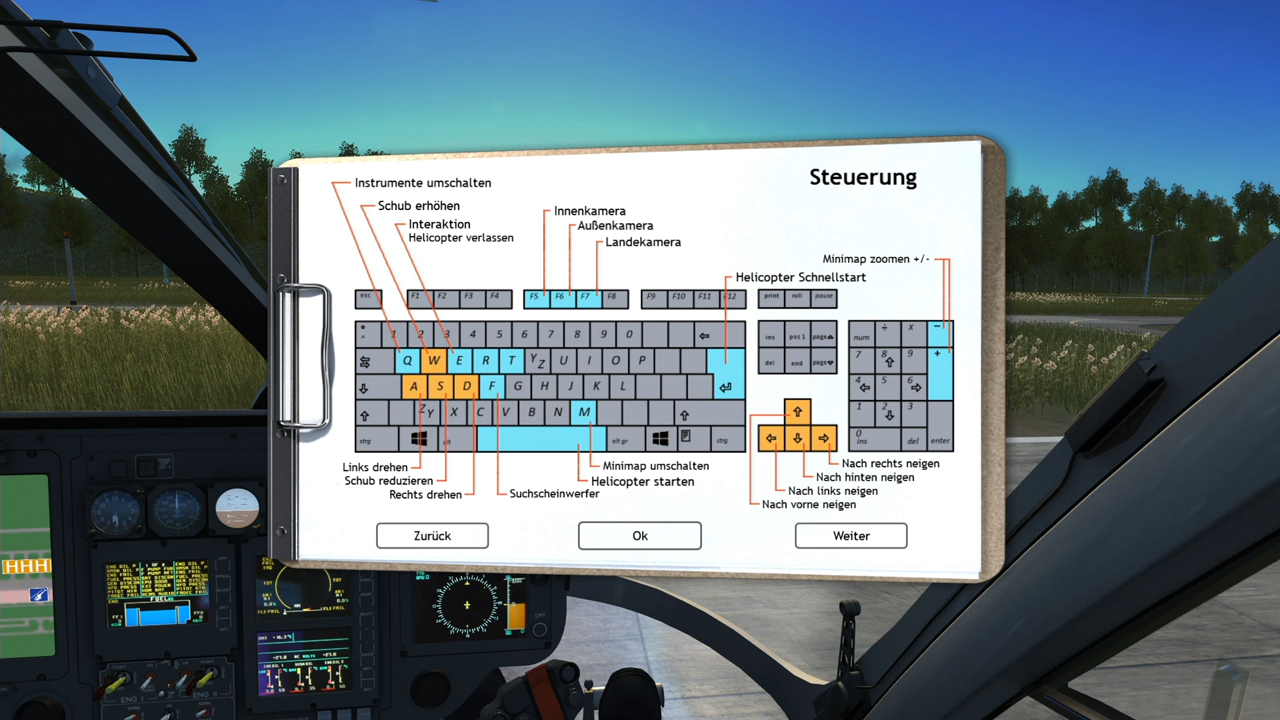 Steuerung
Instrumente umschalten
Schub erhöhen
Interaktion
Helicopter verlassen
Innenkamera
Außenkamera
Landekamera
Minimap zoomen +/-
Helicopter Schnellstart
esc F1 F2 F3 F4 F5 F6 F7 F8 F9 F10 F11 F12 print roll pause
1 2 3 4 5 6 7 8 9 0 ins pos 1 page num ÷ X −
Q W E R T Y Z U I O P del end page 7 8 9 +
A S D F G H J K L 4 5 6
Z Y X C V B N M 1 2 3
strg alt alt gr strg 0 ins del enter
Links drehen
Schub reduzieren
Rechts drehen
Suchscheinwerfer
Minimap umschalten
Helicopter starten
Nach rechts neigen
Nach hinten neigen
Nach links neigen
Nach vorne neigen
Zurück
Ok
Weiter